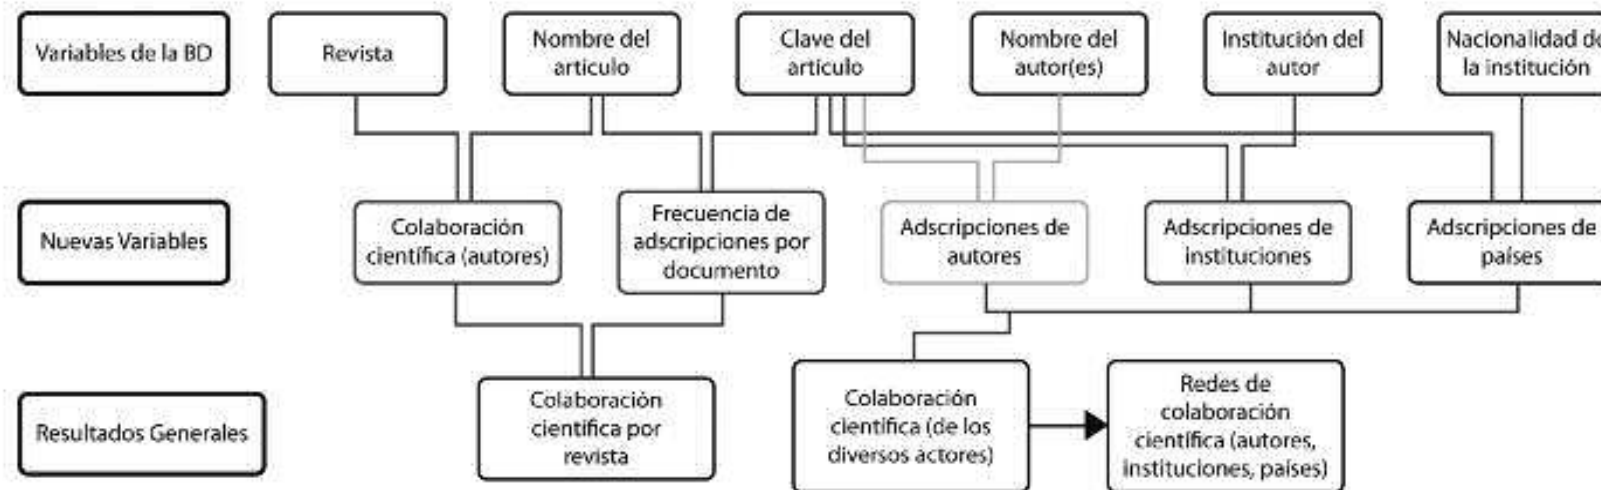 Variables de la BD
Revista
Nombre del
artículo
Clave del
artículo
Nombre del
autor(es)
Institución del
autor
Nacionalidad de
la institución
Nuevas Variables
Colaboración
científica (autores)
Frecuencia de
adscripciones por
documento
Adscripciones de
autores
Adscripciones de
instituciones
Adscripciones de
países
Resultados Generales
Colaboración
científica por
revista
Colaboración
científica (de los
diversos actores)
Redes de
colaboración
científica (autores,
instituciones, países)